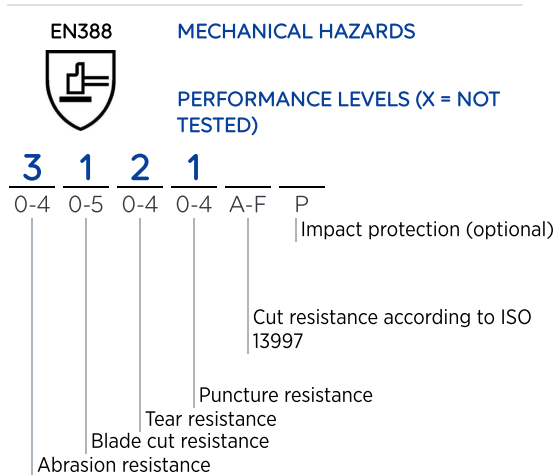 EN388
MECHANICAL HAZARDS
PERFORMANCE LEVELS (X = NOT
TESTED)
3 1 2 1
0-4 0-5 0-4 0-4 A-F P
Impact protection (optional)
Cut resistance according to ISO
13997
Puncture resistance
Tear resistance
Blade cut resistance
Abrasion resistance